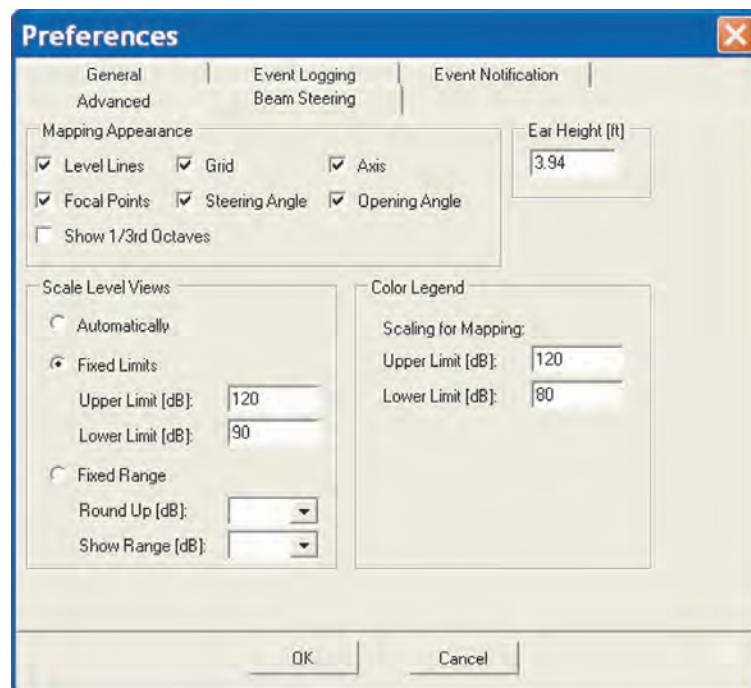 Preferences
General Event Logging Event Notification
Advanced Beam Steering
Mapping Appearance
Level Lines Grid Axis
Focal Points Steering Angle Opening Angle
Show 1/3rd Octaves
Ear Height [ft]
3.94
Scale Level Views
Automatically
Fixed Limits
Upper Limit [dB]: 120
Lower Limit [dB]: 90
Fixed Range
Round Up [dB]:
Show Range [dB]:
Color Legend
Scaling for Mapping:
Upper Limit [dB]: 120
Lower Limit [dB]: 80
OK Cancel